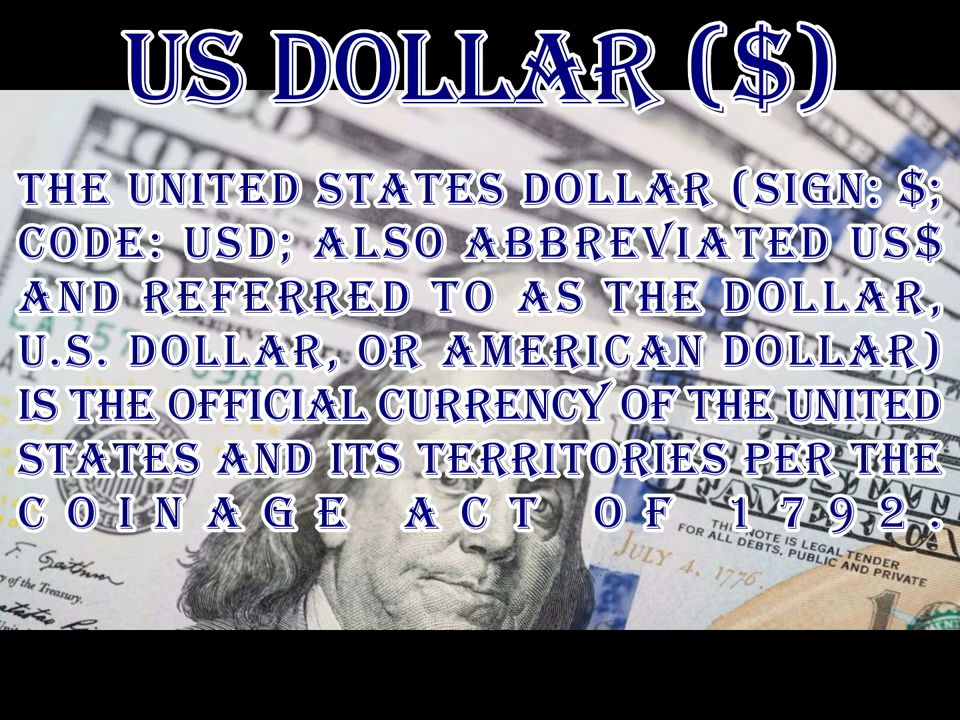 US DOLLAR ($)
THE UNITED STATES DOLLAR (SIGN: $;
CODE: USD; ALSO ABBREVIATED US$
AND REFERRED TO AS THE DOLLAR,
U.S. DOLLAR, OR AMERICAN DOLLAR)
IS THE OFFICIAL CURRENCY OF THE UNITED
STATES AND ITS TERRITORIES PER THE
COINAGE ACT OF 1792.
THIS NOTE IS LEGAL TENDER
FOR ALL DEBTS, PUBLIC AND PRIVATE
JULY 4, 1776.
of the Treasury.